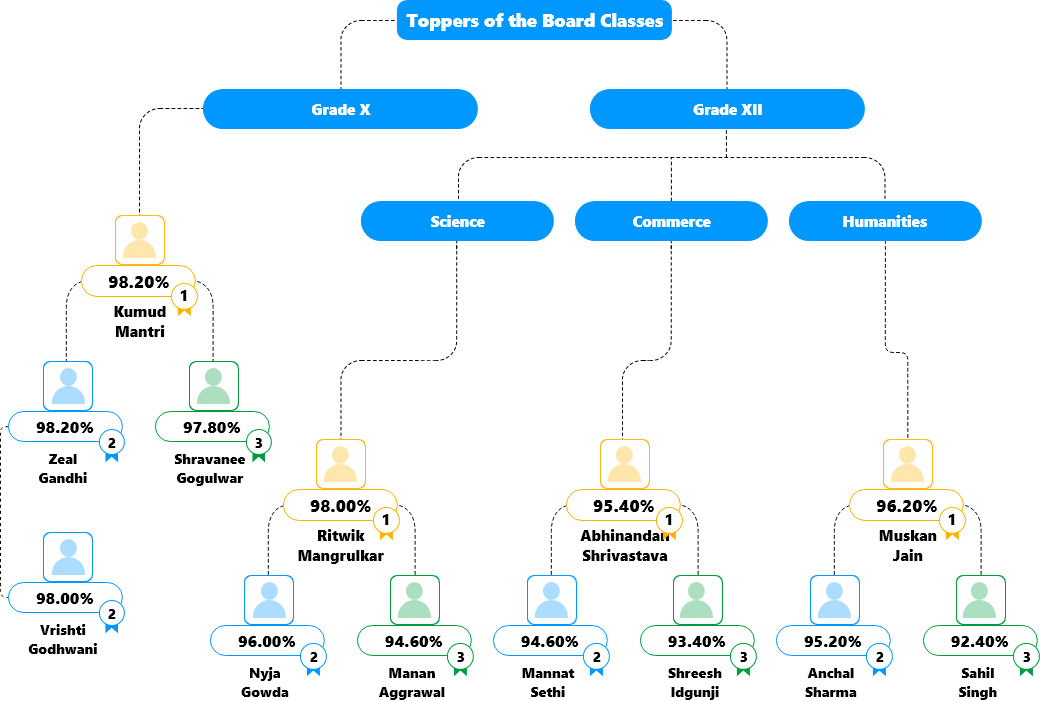 Toppers of the Board Classes
Grade X
Grade XII
Science
Commerce
Humanities
98.20%
1
Kumud
Mantri
98.20%
2
Zeal
Gandhi
97.80%
3
Shravanee
Gogulwar
98.00%
2
Vrishti
Godhwani
98.00%
1
Ritwik
Mangrulkar
96.00%
2
Nyja
Gowda
94.60%
3
Manan
Aggrawal
95.40%
1
Abhinandan
Shrivastava
94.60%
2
Mannat
Sethi
93.40%
3
Shreesh
Idgunji
96.20%
1
Muskan
Jain
95.20%
2
Anchal
Sharma
92.40%
3
Sahil
Singh